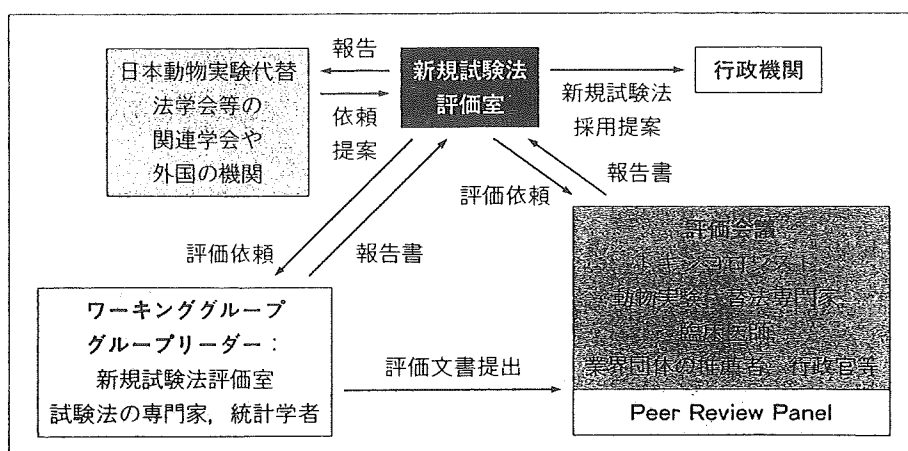 日本動物実験代替
法学会等の
関連学会や
外国の機関
報告
依頼
提案
新規試験法
評価室
新規試験法
採用提案
行政機関
評価依頼
報告書
評価依頼
報告書
ワーキンググループ
グループリーダー：
新規試験法評価室
試験法の専門家，統計学者
評価文書提出
評価会議
トキシコロジスト
動物実験代替法専門家
臨床医師
業界団体の推薦者，行政官等
Peer Review Panel